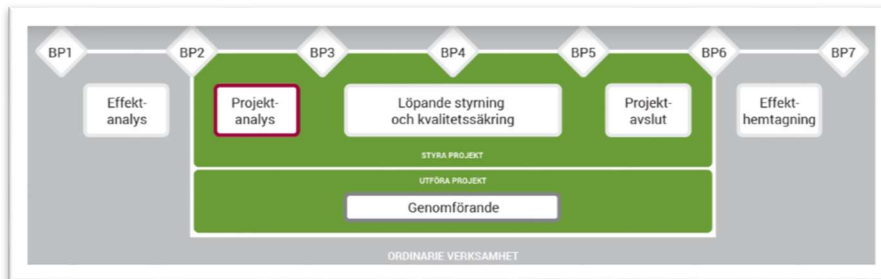 BP1
BP2
BP3
BP4
BP5
BP6
BP7
Effekt-
analys
Projekt-
analys
Löpande styrning
och kvalitetssäkring
Projekt-
avslut
Effekt-
hemtagning
STYRA PROJEKT
UTFÖRA PROJEKT
Genomförande
ORDINARIE VERKSAMHET